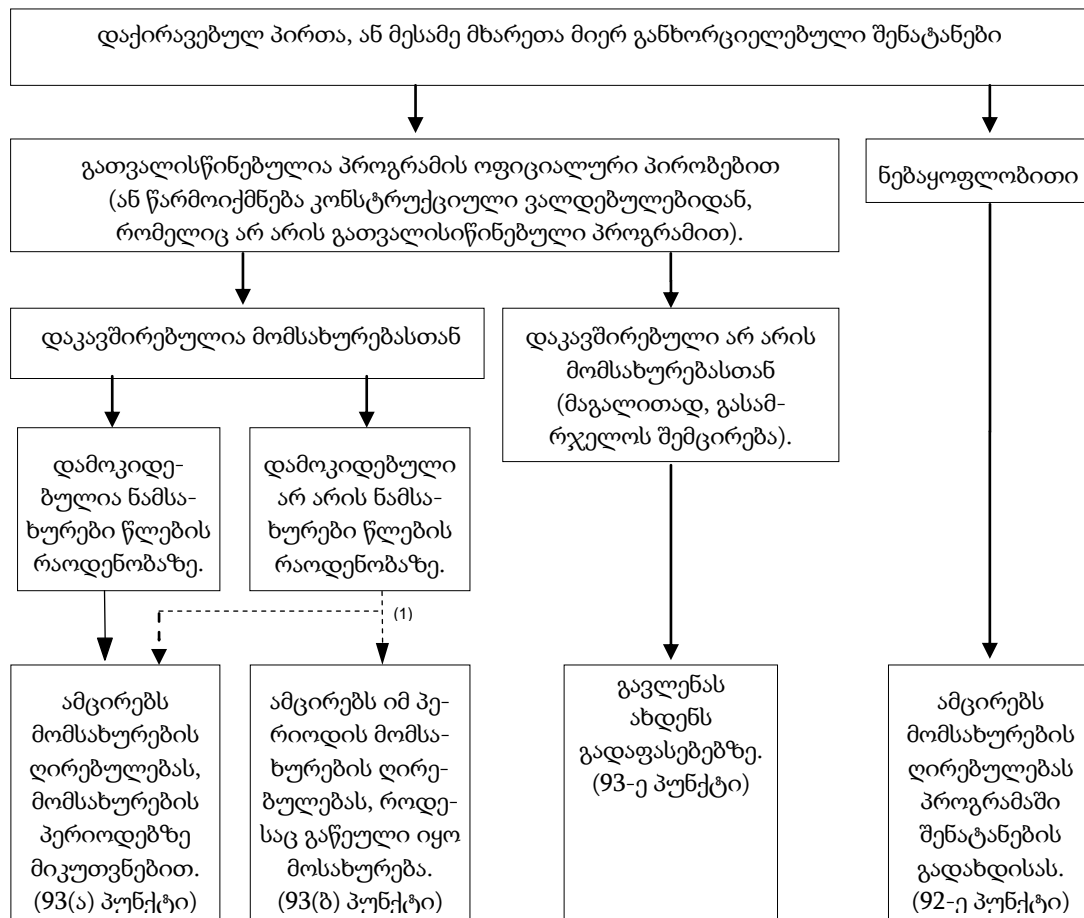 დაქირავებულ პირთა, ან მესამე მხარეთა მიერ განხორციელებული შენატანები
გათვალისწინებულია პროგრამის ოფიციალური პირობებით
(ან წარმოიქმნება კონსტრუქციული ვალდებულებიდან,
რომელიც არ არის გათვალისიწინებული პროგრამით).
ნებაყოფლობითი
დაკავშირებულია მომსახურებასთან
დაკავშირებული არ არის
მომსახურებასთან
(მაგალითად, გასამ-
რჯელოს შემცირება).
დამოკიდე-
ბულია ნამსა-
ხურები წლების
რაოდენობაზე.
დამოკიდებული
არ არის ნამსა-
ხურები წლების
რაოდენობაზე.
(1)
ამცირებს
მომსახურების
ღირებულებას,
მომსახურების
პერიოდებზე
მიკუთვნებით.
(93(ა) პუნქტი)
ამცირებს იმ პე-
რიოდის მომსა-
ხურების ღირე-
ბულებას, როდე-
საც გაწეული იყო
მოსახურება.
(93(ბ) პუნქტი)
გავლენას
ახდენს
გადაფასებებზე.
(93-ე პუნქტი)
ამცირებს
მომსახურების
ღირებულებას
პროგრამაში
შენატანების
გადახდისას.
(92-ე პუნქტი)